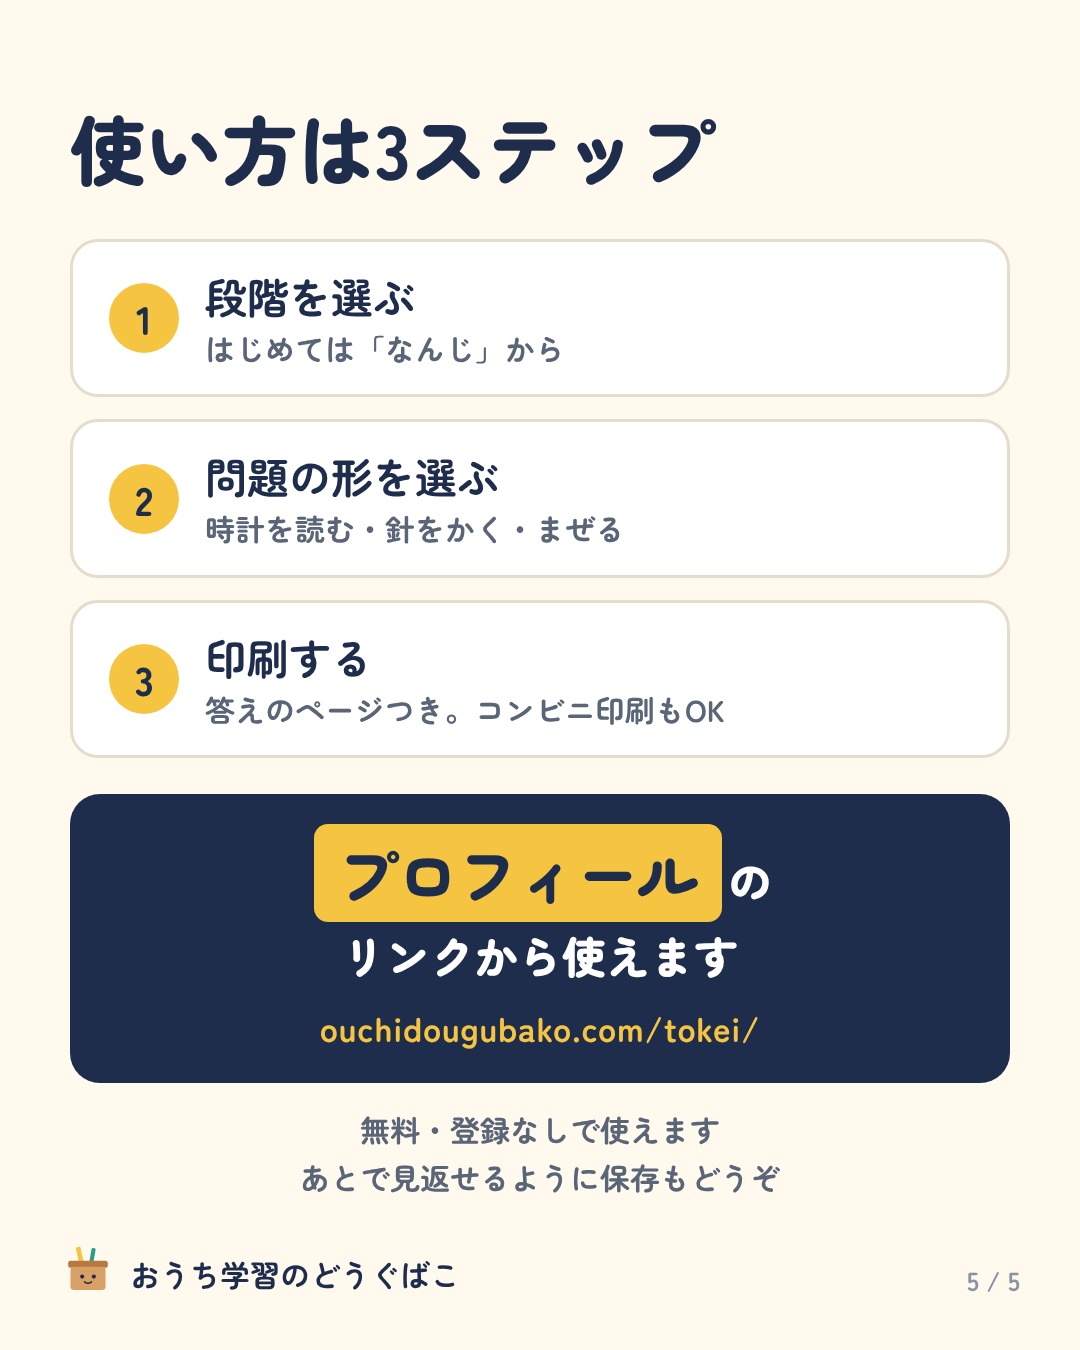 使い方は3ステップ
1
段階を選ぶ
はじめては「なんじ」から
2
問題の形を選ぶ
時計を読む・針をかく・まぜる
3
印刷する
答えのページつき。コンビニ印刷もOK
プロフィールの
リンクから使えます
ouchidougubako.com/tokei/
無料・登録なしで使えます
あとで見返せるように保存もどうぞ
おうち学習のどうぐばこ
5 / 5